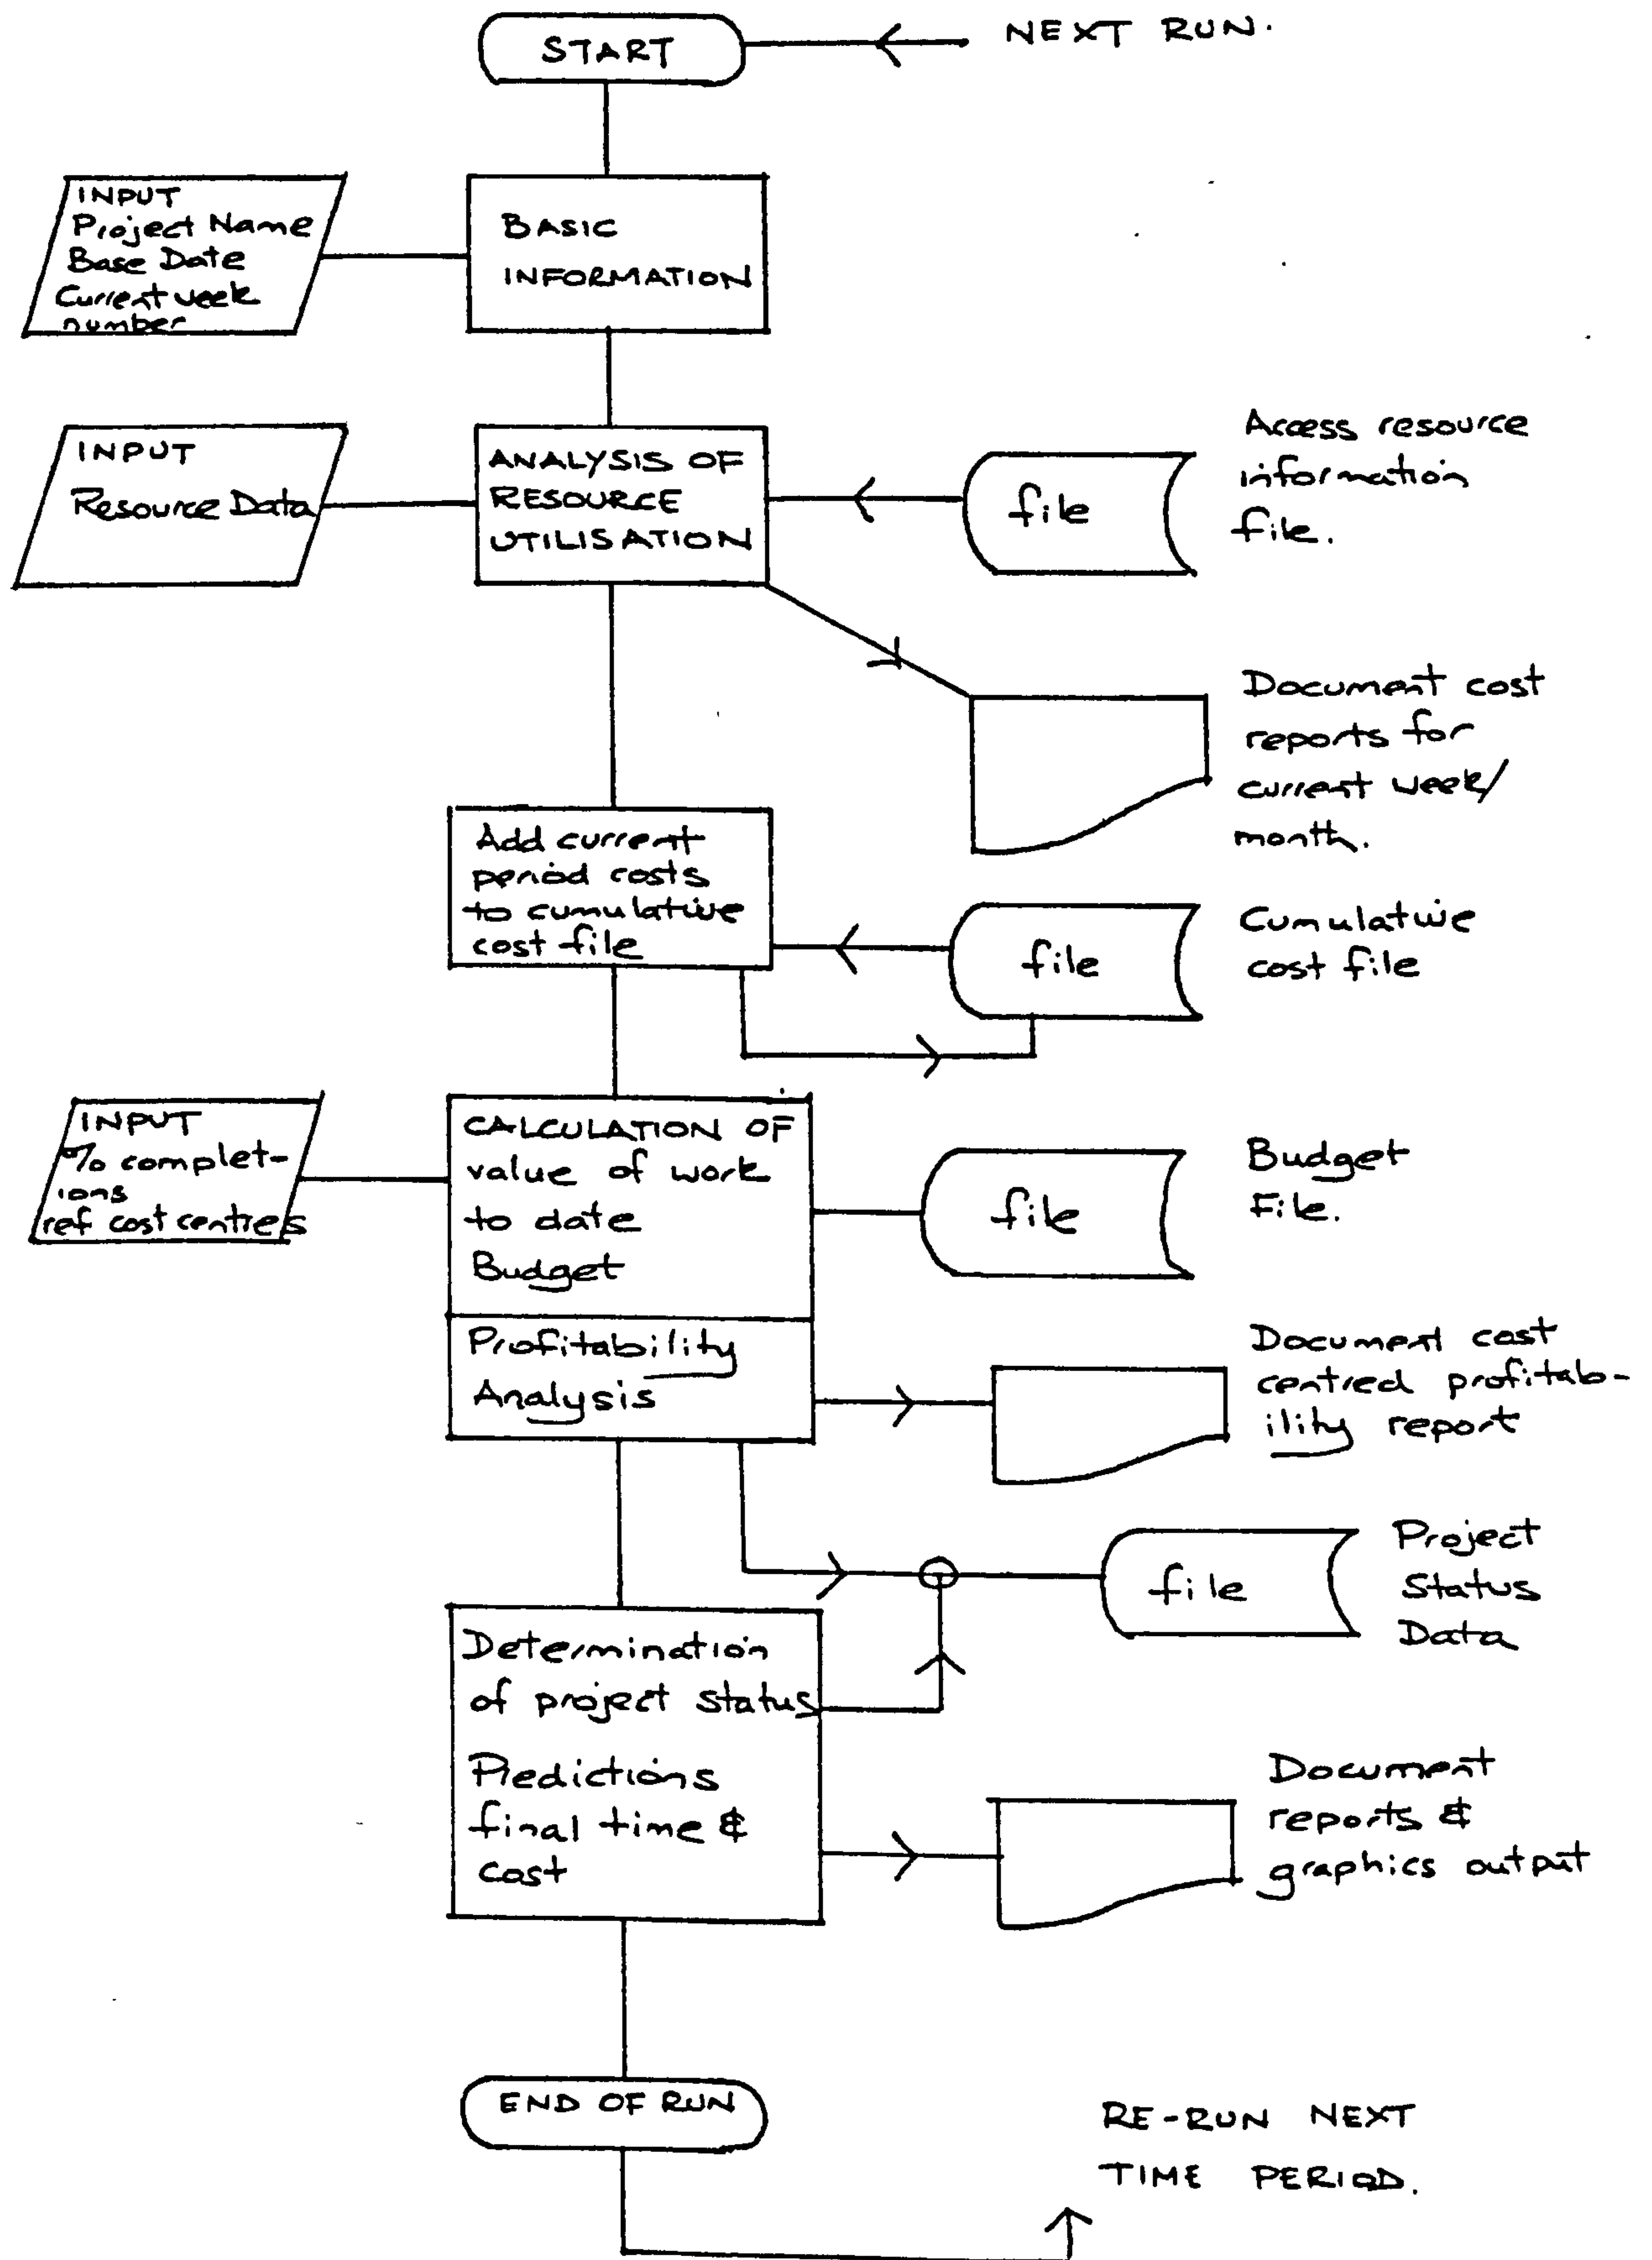 START
NEXT RUN.
INPUT
Project Name
Base Date
Current week
number
BASIC
INFORMATION
INPUT
Resource Data
ANALYSIS OF
RESOURCE
UTILISATION
file
Access resource
information
file.
Document cost
reports for
current week/
month.
Add current
period costs
to cumulative
cost file
file
Cumulative
cost file
INPUT
% complet-
ions
ref cost centres
CALCULATION OF
value of work
to date
Budget
file
Budget
File.
Profitability
Analysis
Document cost
centred profitab-
ility report
file
Project
Status
Data
Determination
of project status
Predictions
final time &
cost
Document
reports &
graphics output
END OF RUN
RE-RUN NEXT
TIME PERIOD.